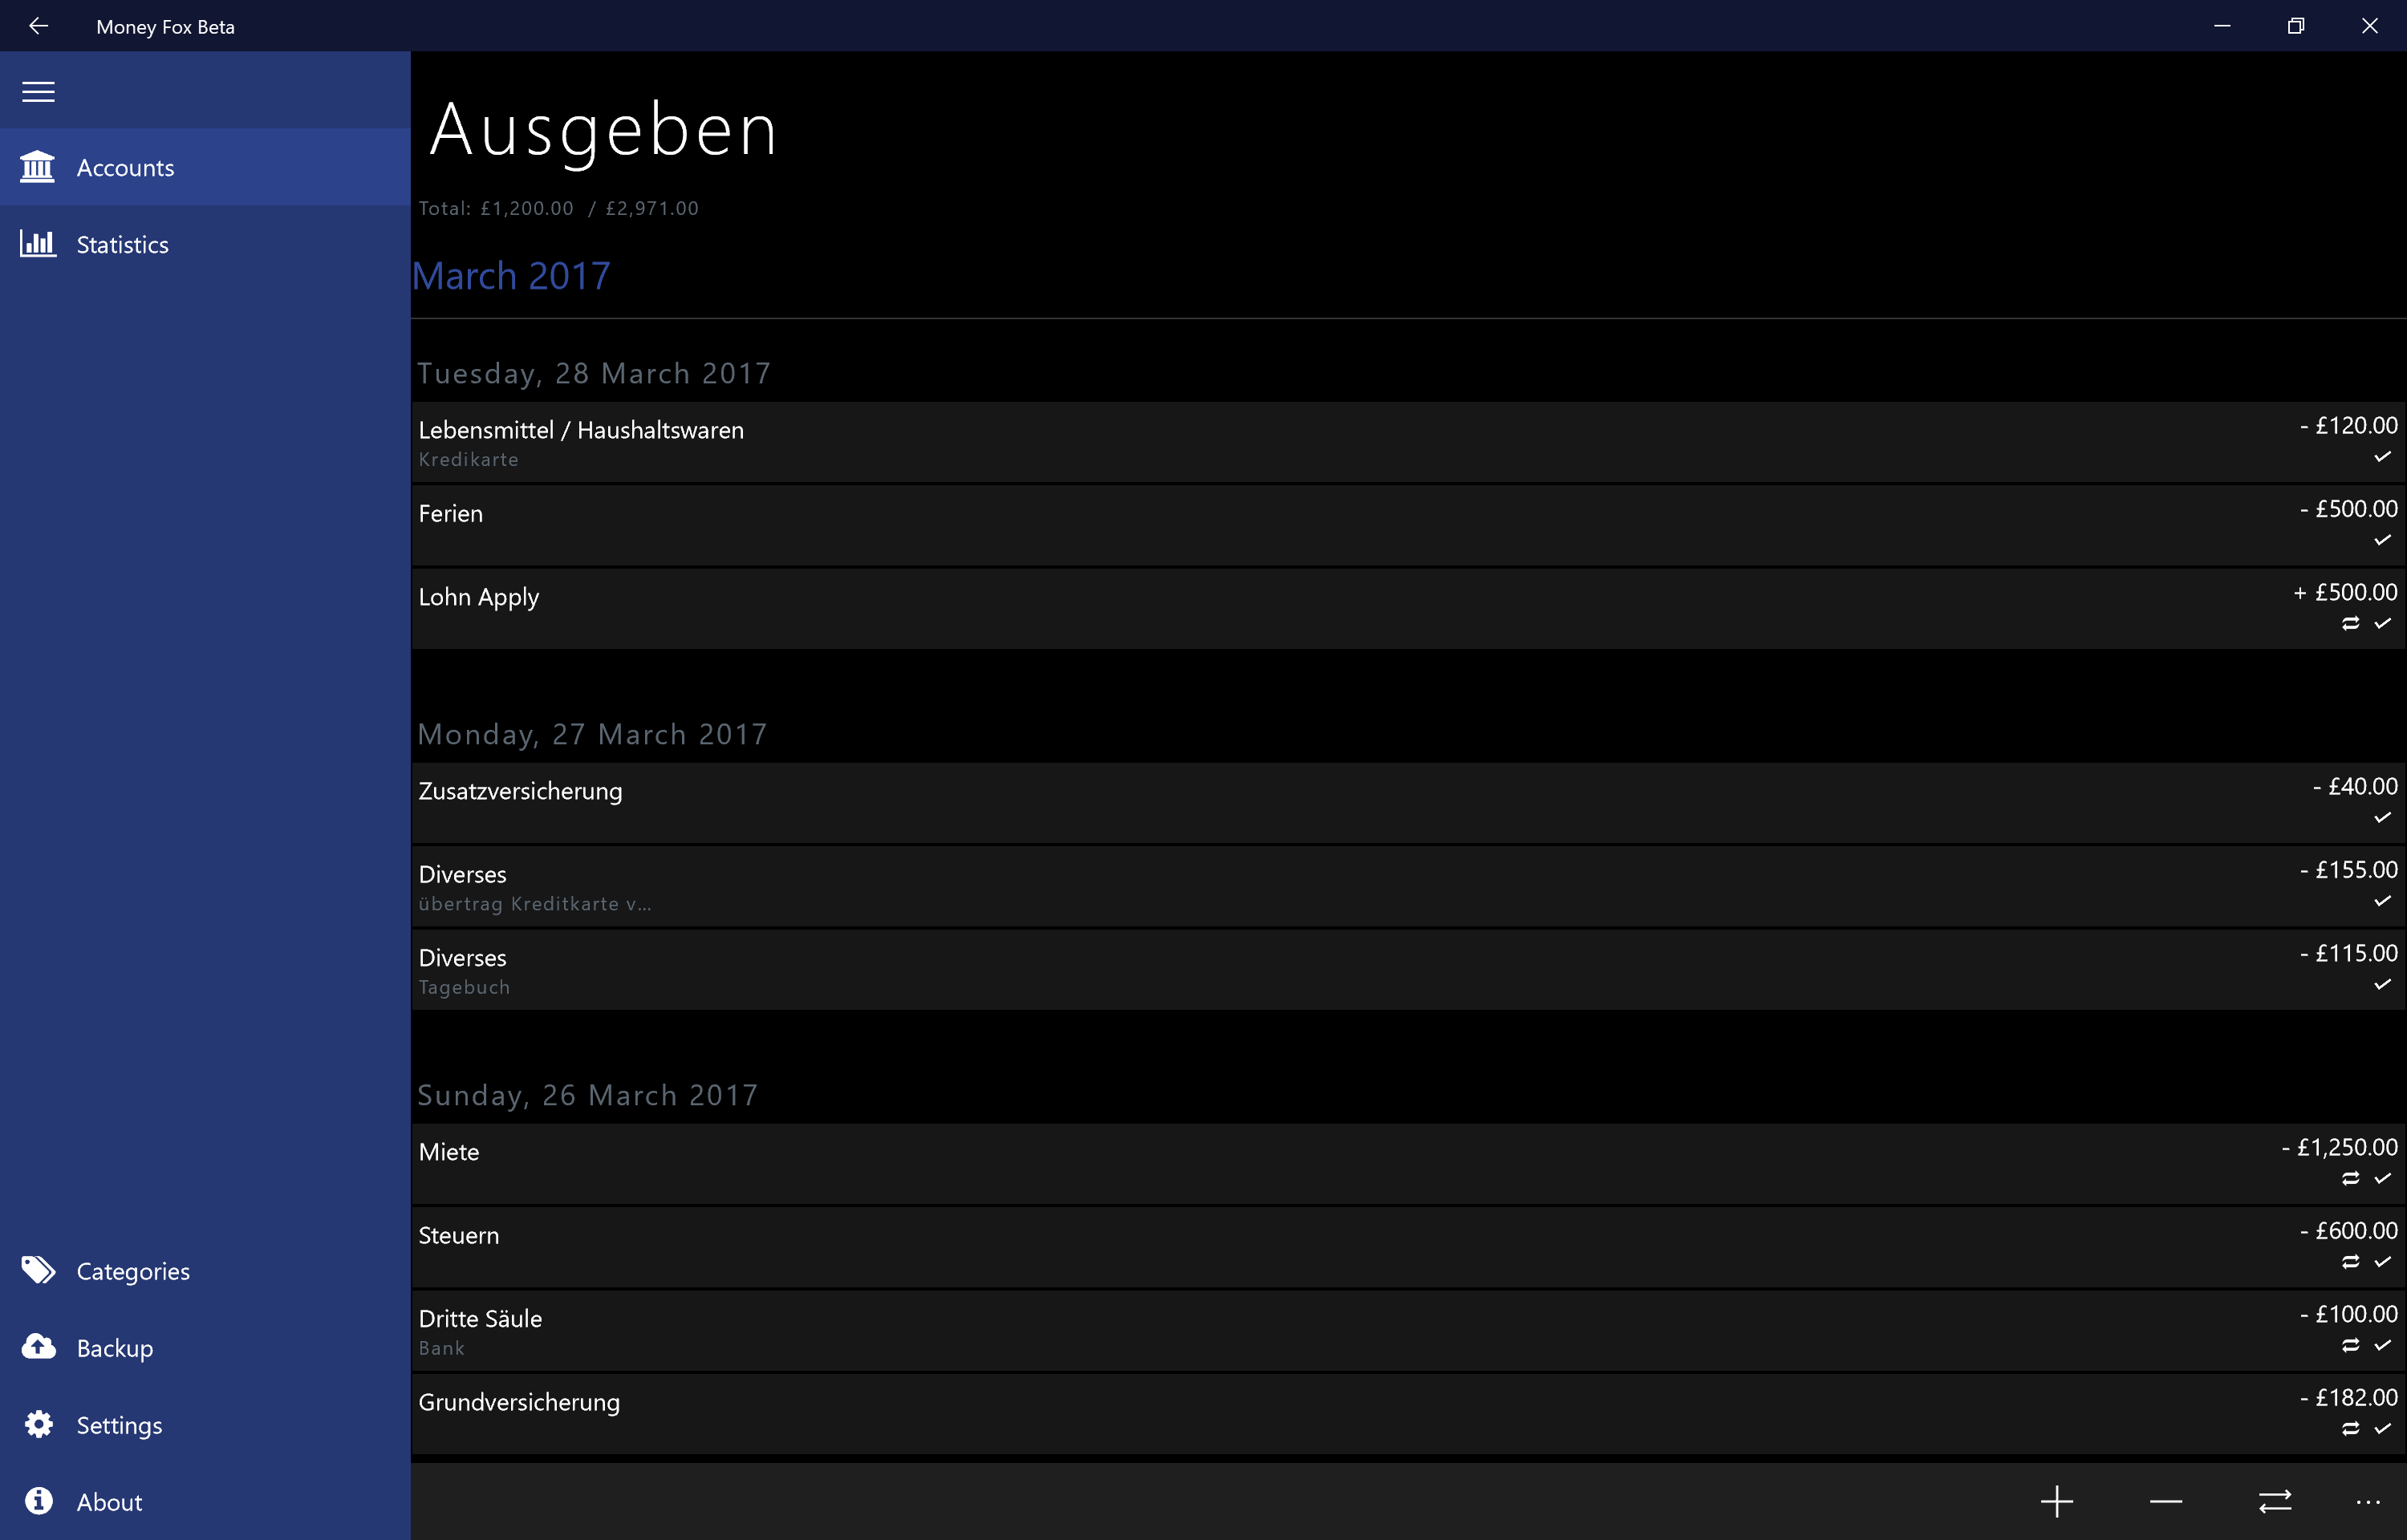 Money Fox Beta
Accounts
Statistics
Categories
Backup
Settings
About
Ausgeben
Total: £1,200.00 / £2,971.00
March 2017
Tuesday, 28 March 2017
Lebensmittel / Haushaltswaren - £120.00
Kredikarte
Ferien - £500.00
Lohn Apply + £500.00
Monday, 27 March 2017
Zusatzversicherung - £40.00
Diverses - £155.00
übertrag Kreditkarte v...
Diverses - £115.00
Tagebuch
Sunday, 26 March 2017
Miete - £1,250.00
Steuern - £600.00
Dritte Säule - £100.00
Bank
Grundversicherung - £182.00